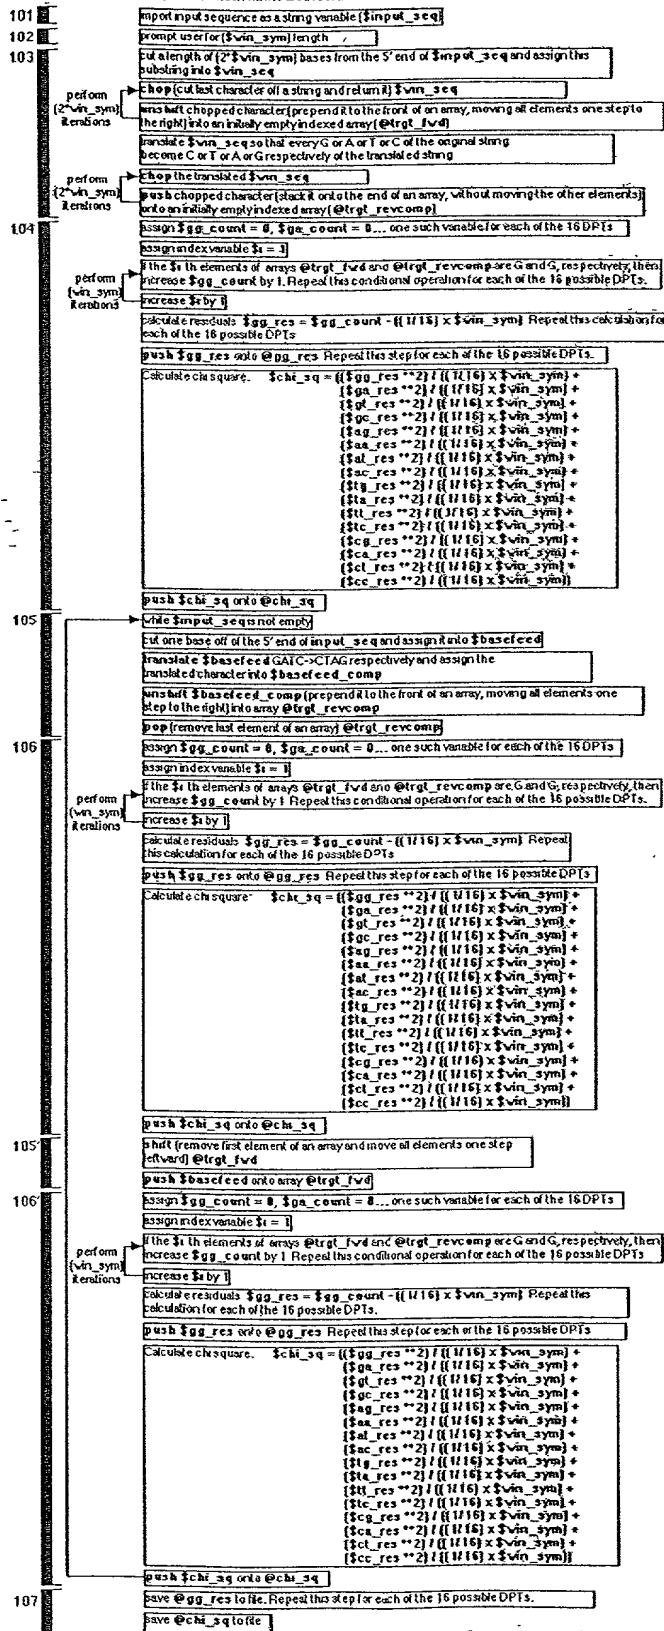 101
import input sequence as a string variable ($input_seq)
102
prompt user for ($win_sym) length
103
cut a length of (2*$win_sym) bases from the 5' end of $input_seq and assign this
substring into $win_seq
perform
(2*win_sym)
iterations
chop (cut last character off a string and return it) $win_seq
unshift chopped character (prepend it to the front of an array, moving all elements one step to
the right) into an initially empty indexed array (@trgt_fwd)
translate $win_seq so that every G or A or T or C of the original string
become C or T or A or G respectively of the translated string
perform
(2*win_sym)
iterations
chop the translated $win_seq
push chopped character (stack it onto the end of an array, without moving the other elements)
onto an initially empty indexed array (@trgt_revcomp)
104
assign $gg_count = 0, $ga_count = 0... one such variable for each of the 16 DPTs
assign index variable $i = 1
perform
(win_sym)
iterations
if the $i th elements of arrays @trgt_fwd and @trgt_revcomp are G and G, respectively, then
increase $gg_count by 1. Repeat this conditional operation for each of the 16 possible DPTs.
increase $i by 1
calculate residuals $gg_res = $gg_count - ((1/16) x $win_sym) Repeat this calculation for
each of the 16 possible DPTs
push $gg_res onto @gg_res Repeat this step for each of the 16 possible DPTs.
Calculate chi square. $chi_sq = (($gg_res **2) / ((1/16) x $win_sym) +
($ga_res **2) / ((1/16) x $win_sym) +
($gt_res **2) / ((1/16) x $win_sym) +
($gc_res **2) / ((1/16) x $win_sym) +
($ag_res **2) / ((1/16) x $win_sym) +
($aa_res **2) / ((1/16) x $win_sym) +
($at_res **2) / ((1/16) x $win_sym) +
($ac_res **2) / ((1/16) x $win_sym) +
($tg_res **2) / ((1/16) x $win_sym) +
($ta_res **2) / ((1/16) x $win_sym) +
($tt_res **2) / ((1/16) x $win_sym) +
($tc_res **2) / ((1/16) x $win_sym) +
($cg_res **2) / ((1/16) x $win_sym) +
($ca_res **2) / ((1/16) x $win_sym) +
($ct_res **2) / ((1/16) x $win_sym) +
($cc_res **2) / ((1/16) x $win_sym))
push $chi_sq onto @chi_sq
105
while $input_seq is not empty
cut one base off of the 5' end of input_seq and assign it into $basefeed
translate $basefeed GATC->CTAG respectively and assign the
translated character into $basefeed_comp
unshift $basefeed_comp (prepend it to the front of an array, moving all elements one
step to the right) into array @trgt_revcomp
pop (remove last element of an array) @trgt_revcomp
106
assign $gg_count = 0, $ga_count = 0... one such variable for each of the 16 DPTs
assign index variable $i = 1
perform
(win_sym)
iterations
if the $i th elements of arrays @trgt_fwd and @trgt_revcomp are G and G, respectively, then
increase $gg_count by 1 Repeat this conditional operation for each of the 16 possible DPTs.
increase $i by 1
calculate residuals $gg_res = $gg_count - ((1/16) x $win_sym) Repeat
this calculation for each of the 16 possible DPTs
push $gg_res onto @gg_res Repeat this step for each of the 16 possible DPTs
Calculate chi square $chi_sq = (($gg_res **2) / ((1/16) x $win_sym) +
($ga_res **2) / ((1/16) x $win_sym) +
($gt_res **2) / ((1/16) x $win_sym) +
($gc_res **2) / ((1/16) x $win_sym) +
($ag_res **2) / ((1/16) x $win_sym) +
($aa_res **2) / ((1/16) x $win_sym) +
($at_res **2) / ((1/16) x $win_sym) +
($ac_res **2) / ((1/16) x $win_sym) +
($tg_res **2) / ((1/16) x $win_sym) +
($ta_res **2) / ((1/16) x $win_sym) +
($tt_res **2) / ((1/16) x $win_sym) +
($tc_res **2) / ((1/16) x $win_sym) +
($cg_res **2) / ((1/16) x $win_sym) +
($ca_res **2) / ((1/16) x $win_sym) +
($ct_res **2) / ((1/16) x $win_sym) +
($cc_res **2) / ((1/16) x $win_sym))
push $chi_sq onto @chi_sq
105'
shift (remove first element of an array and move all elements one step
leftward) @trgt_fwd
push $basefeed onto array @trgt_fwd
106'
assign $gg_count = 0, $ga_count = 0... one such variable for each of the 16 DPTs
assign index variable $i = 1
perform
(win_sym)
iterations
if the $i th elements of arrays @trgt_fwd and @trgt_revcomp are G and G, respectively, then
increase $gg_count by 1 Repeat this conditional operation for each of the 16 possible DPTs
increase $i by 1
calculate residuals $gg_res = $gg_count - ((1/16) x $win_sym) Repeat this
calculation for each of the 16 possible DPTs.
push $gg_res onto @gg_res Repeat this step for each of the 16 possible DPTs
Calculate chi square. $chi_sq = (($gg_res **2) / ((1/16) x $win_sym) +
($ga_res **2) / ((1/16) x $win_sym) +
($gt_res **2) / ((1/16) x $win_sym) +
($gc_res **2) / ((1/16) x $win_sym) +
($ag_res **2) / ((1/16) x $win_sym) +
($aa_res **2) / ((1/16) x $win_sym) +
($at_res **2) / ((1/16) x $win_sym) +
($ac_res **2) / ((1/16) x $win_sym) +
($tg_res **2) / ((1/16) x $win_sym) +
($ta_res **2) / ((1/16) x $win_sym) +
($tt_res **2) / ((1/16) x $win_sym) +
($tc_res **2) / ((1/16) x $win_sym) +
($cg_res **2) / ((1/16) x $win_sym) +
($ca_res **2) / ((1/16) x $win_sym) +
($ct_res **2) / ((1/16) x $win_sym) +
($cc_res **2) / ((1/16) x $win_sym))
push $chi_sq onto @chi_sq
107
save @gg_res to file. Repeat this step for each of the 16 possible DPTs.
save @chi_sq to file